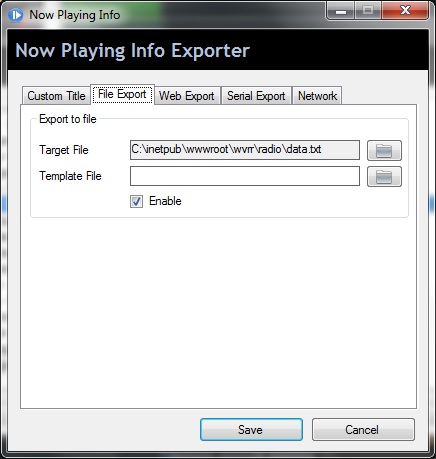 Now Playing Info
Now Playing Info Exporter
Custom Title File Export Web Export Serial Export Network
Export to file
Target File C:\inetpub\wwwroot\wvrr\radio\data.txt
Template File
Enable
Save Cancel